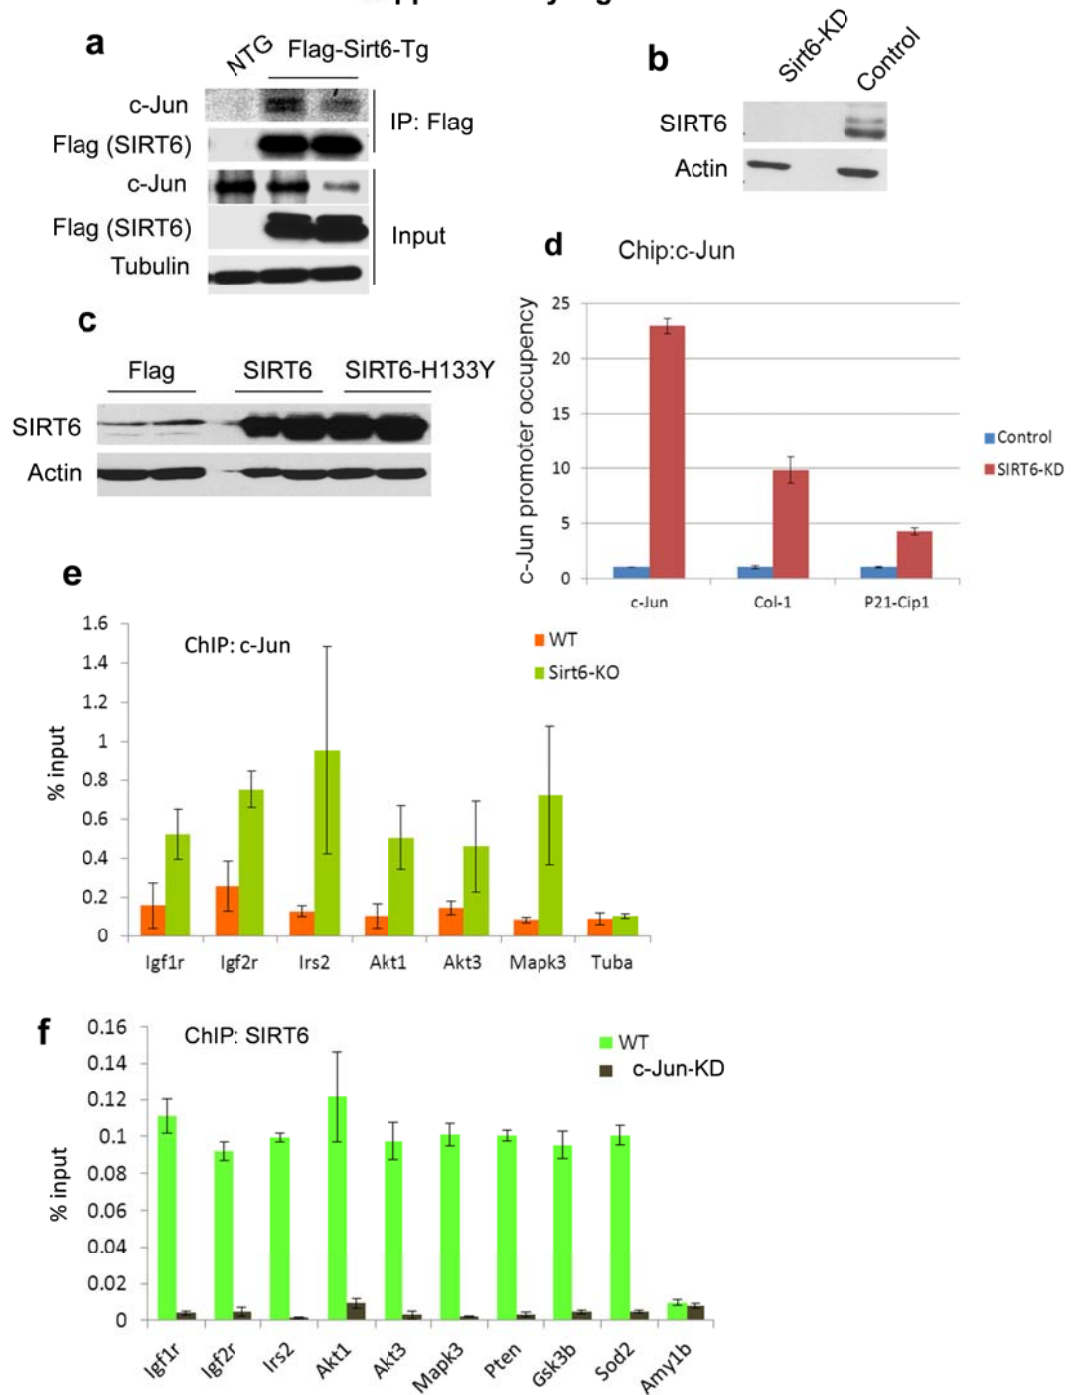 a
NTG Flag-Sirt6-Tg
c-Jun
Flag (SIRT6)
IP: Flag
c-Jun
Flag (SIRT6)
Input
Tubulin
b
Sirt6-KD Control
SIRT6
Actin
c
Flag SIRT6 SIRT6-H133Y
SIRT6
Actin
d
Chip:c-Jun
c-Jun promoter occupency
25
20
15
10
5
0
c-Jun Col-1 P21-Cip1
Control
SIRT6-KD
e
ChIP: c-Jun
WT
Sirt6-KO
% input
1.6
1.4
1.2
1
0.8
0.6
0.4
0.2
0
Igf1r Igf2r Irs2 Akt1 Akt3 Mapk3 Tuba
f
ChIP: SIRT6
WT
c-Jun-KD
% input
0.16
0.14
0.12
0.1
0.08
0.06
0.04
0.02
0
Igf1r Igf2r Irs2 Akt1 Akt3 Mapk3 Pten Gsk3b Sod2 Amy1b